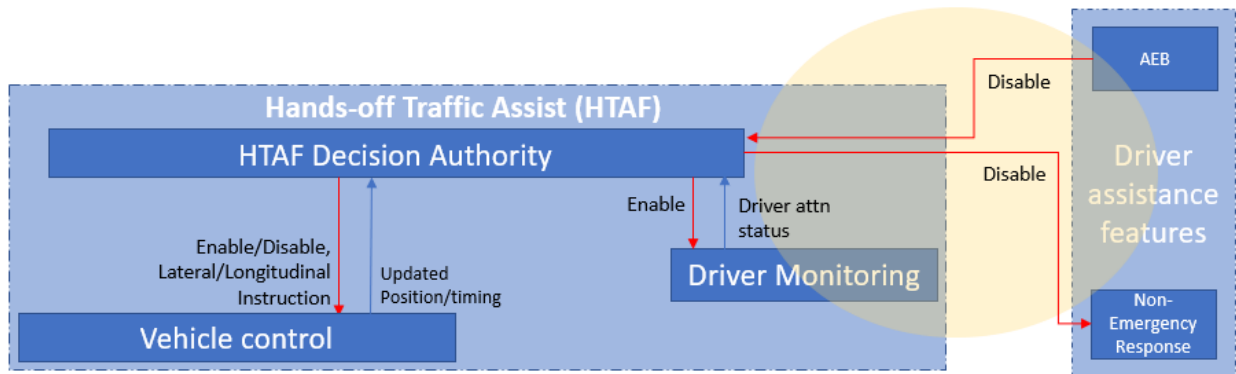 AEB
Disable
Hands-off Traffic Assist (HTAF)
HTAF Decision Authority
Disable
Driver
assistance
features
Enable
Driver attn
status
Enable/Disable,
Lateral/Longitudinal
Instruction
Updated
Position/timing
Driver Monitoring
Vehicle control
Non-
Emergency
Response